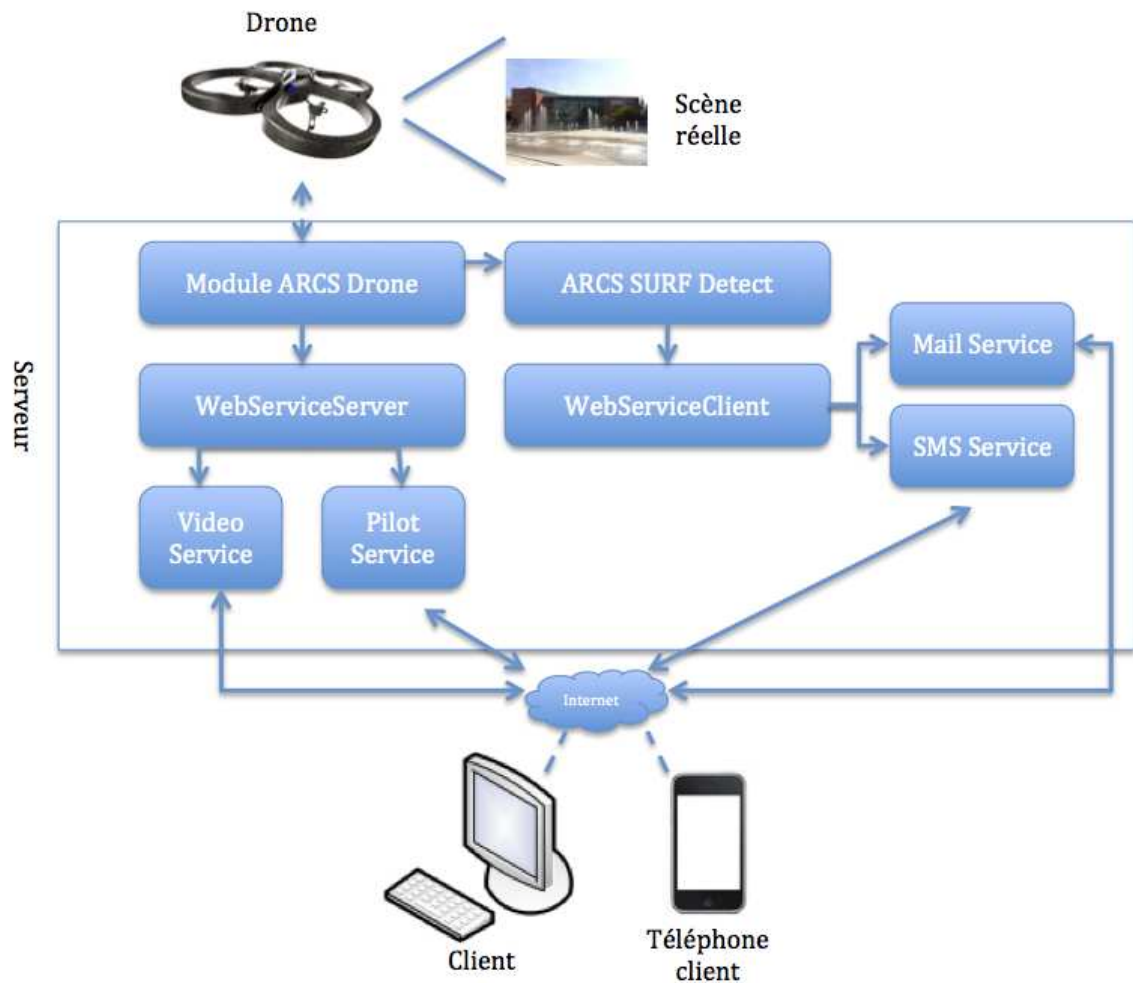 Drone
Scène
réelle
Module ARCS Drone
ARCS SURF Detect
Mail Service
Serveur
WebServiceServer
WebServiceClient
SMS Service
Video
Service
Pilot
Service
Internet
Client
Téléphone
client